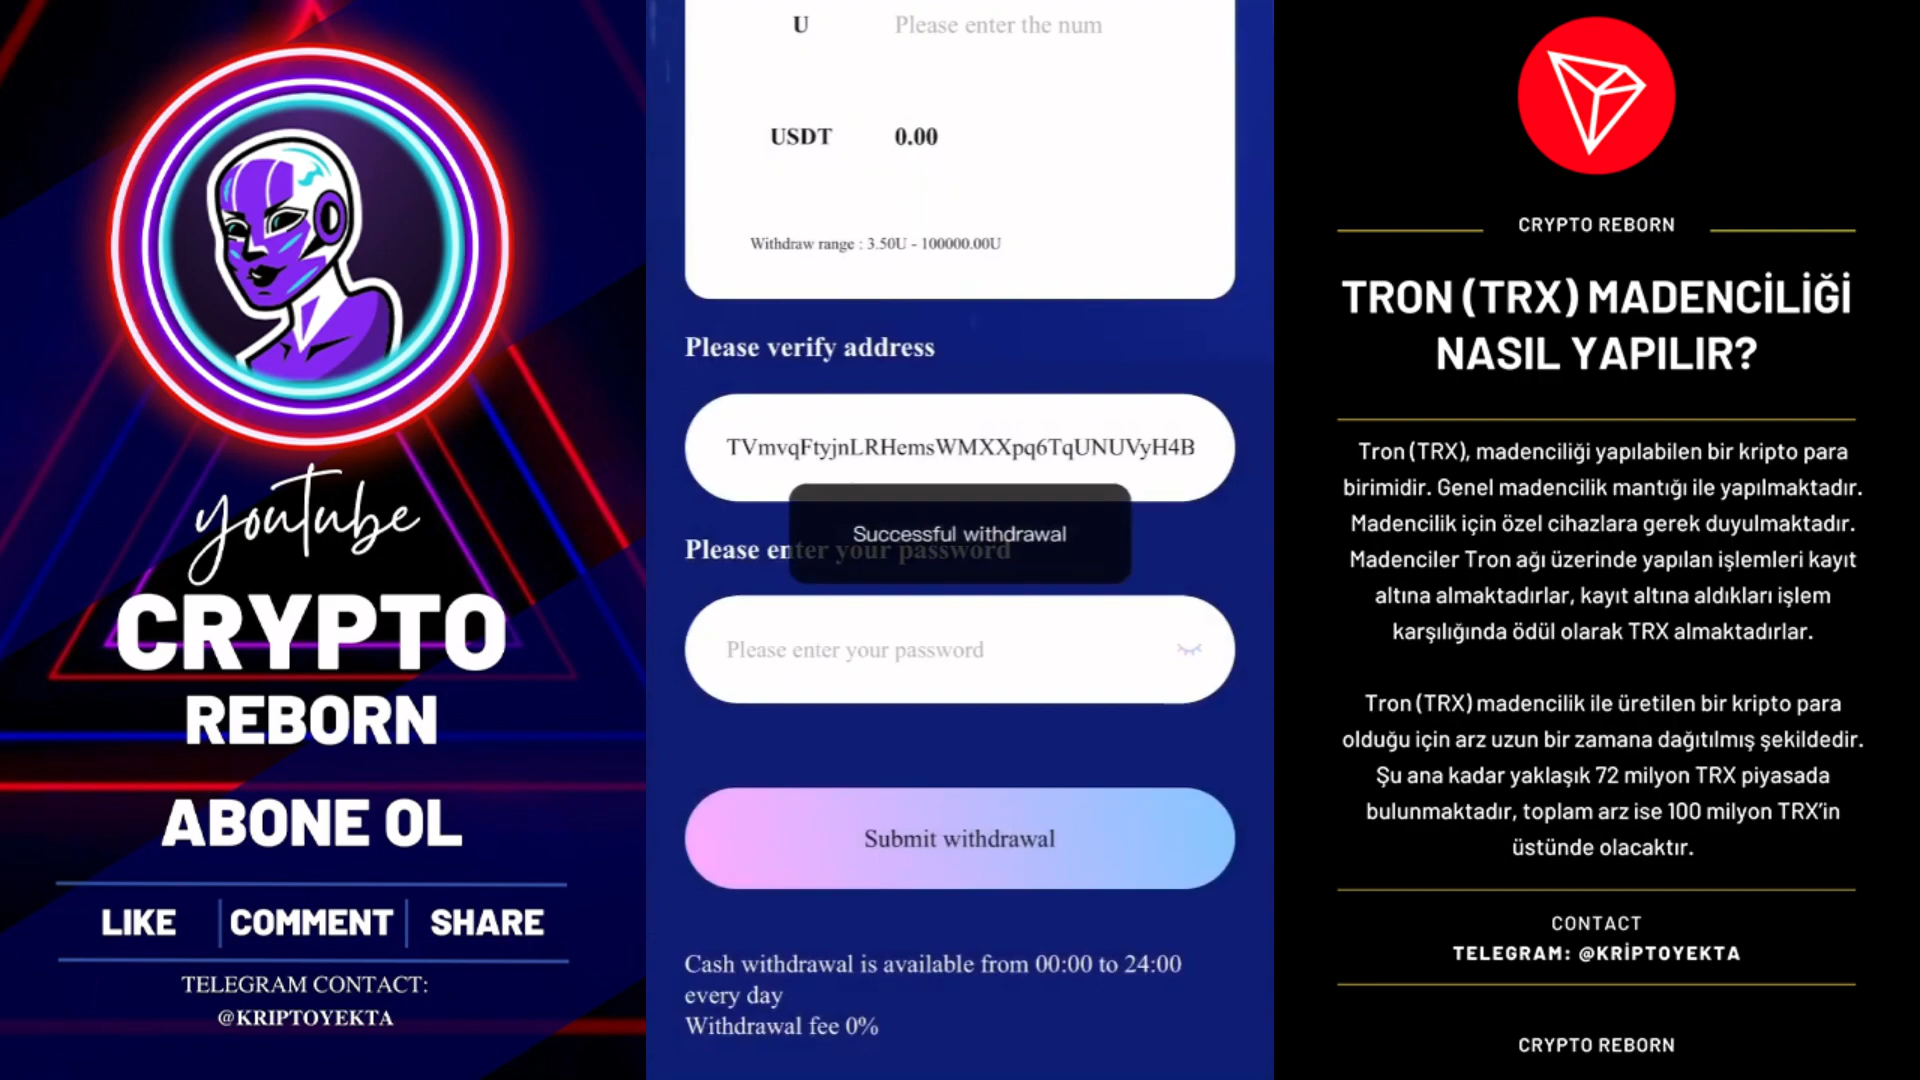 youtube
CRYPTO
REBORN
ABONE OL
LIKE COMMENT SHARE
TELEGRAM CONTACT:
@KRIPTOYEKTA
U Please enter the num
USDT 0.00
Withdraw range : 3.50U - 100000.00U
Please verify address
TVmvqFtyjnLRHemsWMXXpq6TqUNUVyH4B
Successful withdrawal
Please enter your password
Please enter your password
Submit withdrawal
Cash withdrawal is available from 00:00 to 24:00
every day
Withdrawal fee 0%
CRYPTO REBORN
TRON (TRX) MADENCİLİĞİ
NASIL YAPILIR?
Tron (TRX), madenciliği yapılabilen bir kripto para
birimidir. Genel madencilik mantığı ile yapılmaktadır.
Madencilik için özel cihazlara gerek duyulmaktadır.
Madenciler Tron ağı üzerinde yapılan işlemleri kayıt
altına almaktadırlar, kayıt altına aldıkları işlem
karşılığında ödül olarak TRX almaktadırlar.
Tron (TRX) madencilik ile üretilen bir kripto para
olduğu için arz uzun bir zamana dağıtılmış şekildedir.
Şu ana kadar yaklaşık 72 milyon TRX piyasada
bulunmaktadır, toplam arz ise 100 milyon TRX'in
üstünde olacaktır.
CONTACT
TELEGRAM: @KRİPTOYEKTA
CRYPTO REBORN